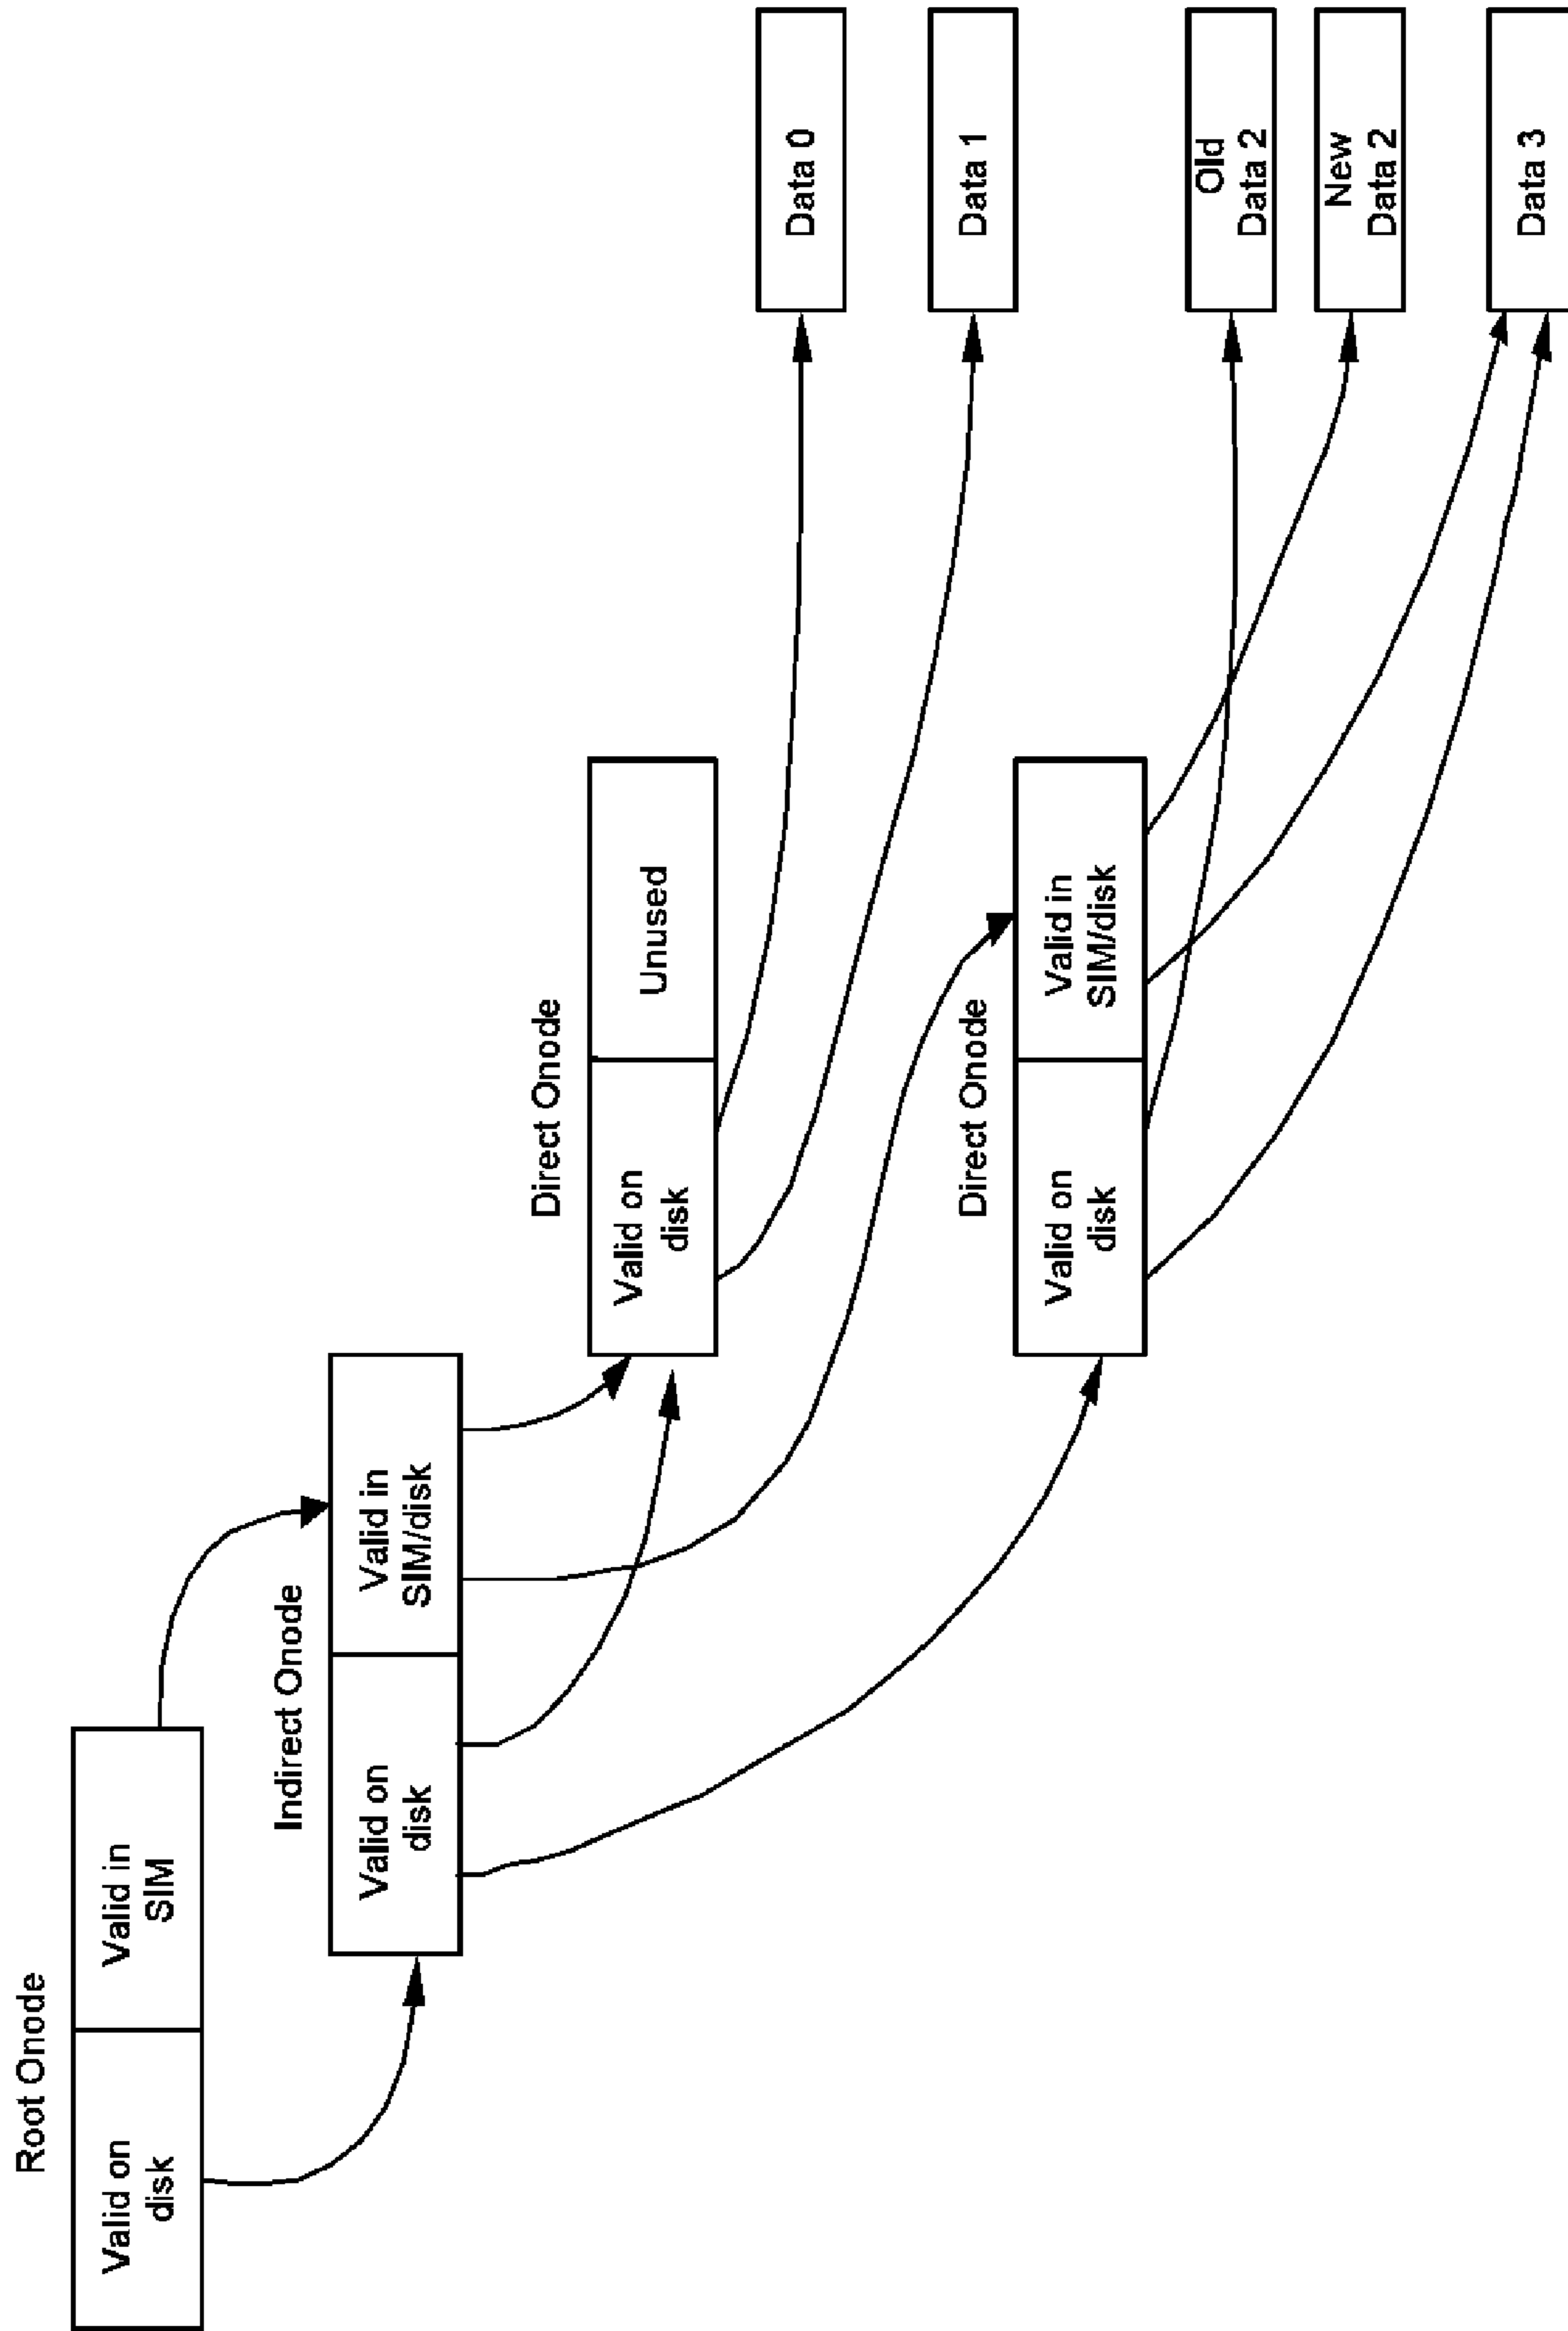 Root Onode
Valid on
disk
Valid in
SIM
Indirect Onode
Valid on
disk
Valid in
SIM/disk
Direct Onode
Valid on
disk
Unused
Data 0
Data 1
Direct Onode
Valid on
disk
Valid in
SIM/disk
Old
Data 2
New
Data 2
Data 3